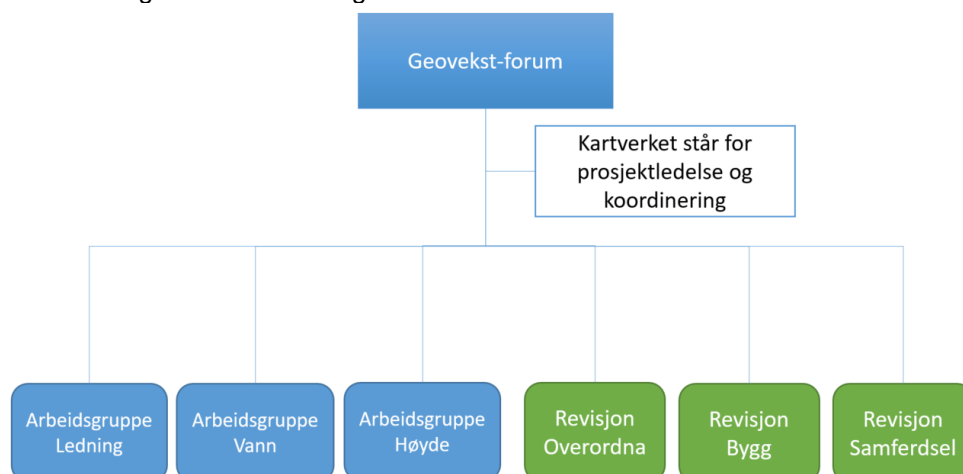 Geovekst-forum
Kartverket står for
prosjektledelse og
koordinering
Arbeidsgruppe
Ledning
Arbeidsgruppe
Vann
Arbeidsgruppe
Høyde
Revisjon
Overordna
Revisjon
Bygg
Revisjon
Samferdsel